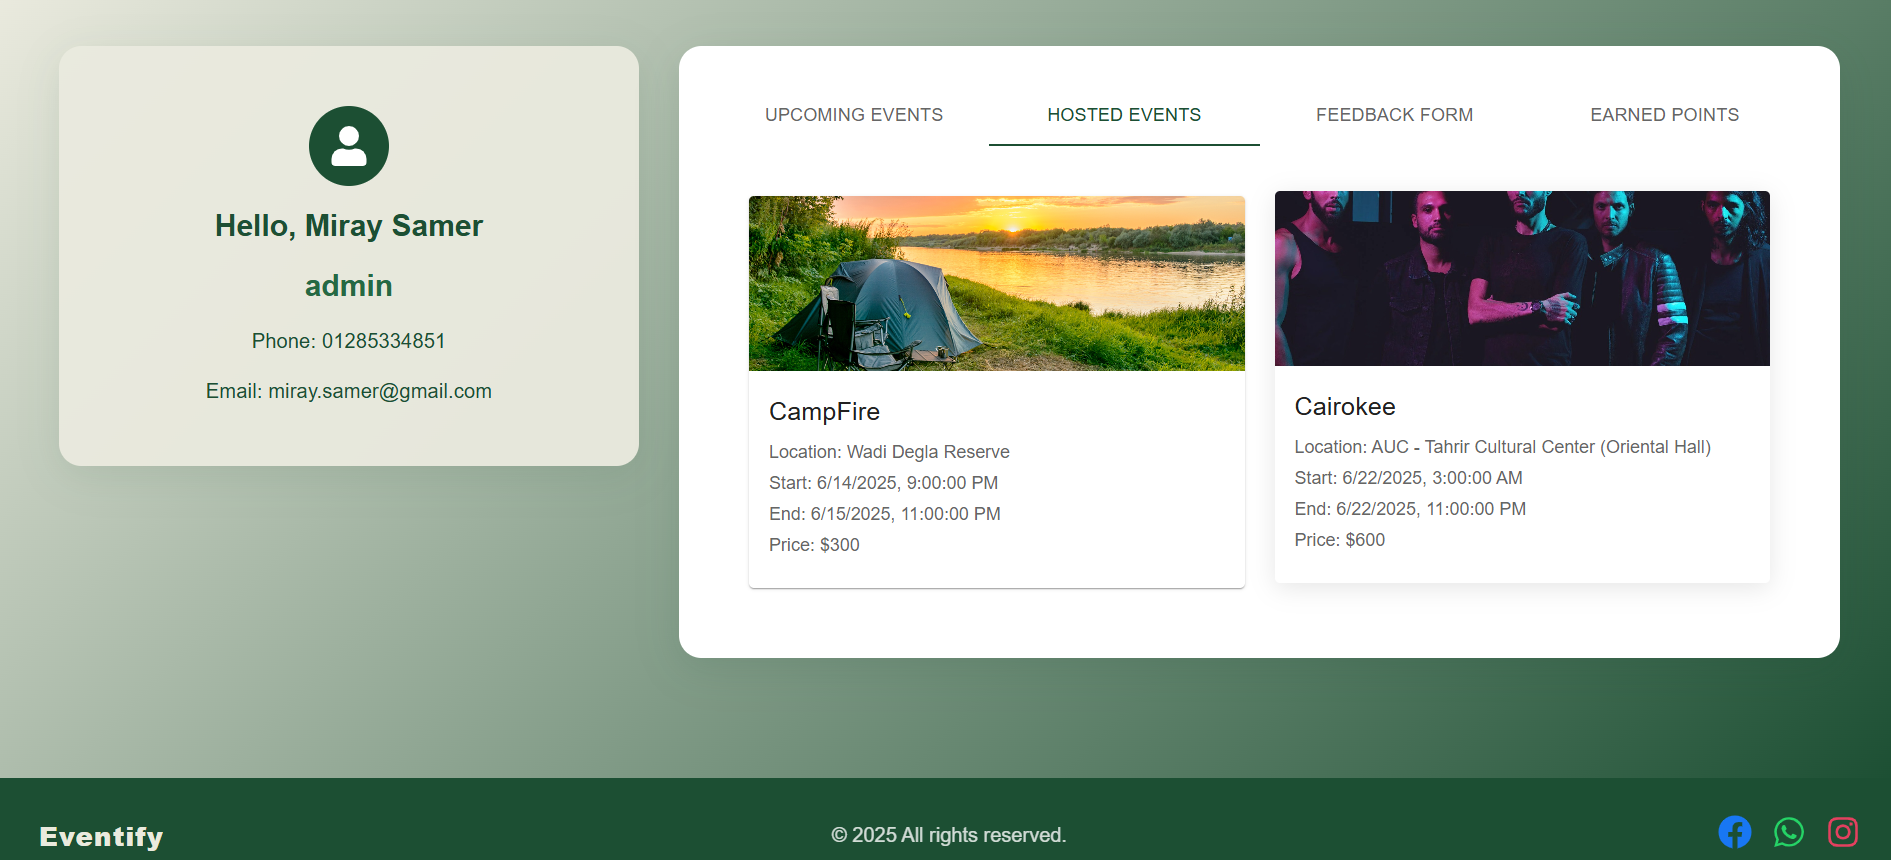 Hello, Miray Samer
admin
Phone: 01285334851
Email: miray.samer@gmail.com
UPCOMING EVENTS
HOSTED EVENTS
FEEDBACK FORM
EARNED POINTS
CampFire
Location: Wadi Degla Reserve
Start: 6/14/2025, 9:00:00 PM
End: 6/15/2025, 11:00:00 PM
Price: $300
Cairokee
Location: AUC - Tahrir Cultural Center (Oriental Hall)
Start: 6/22/2025, 3:00:00 AM
End: 6/22/2025, 11:00:00 PM
Price: $600
Eventify
© 2025 All rights reserved.